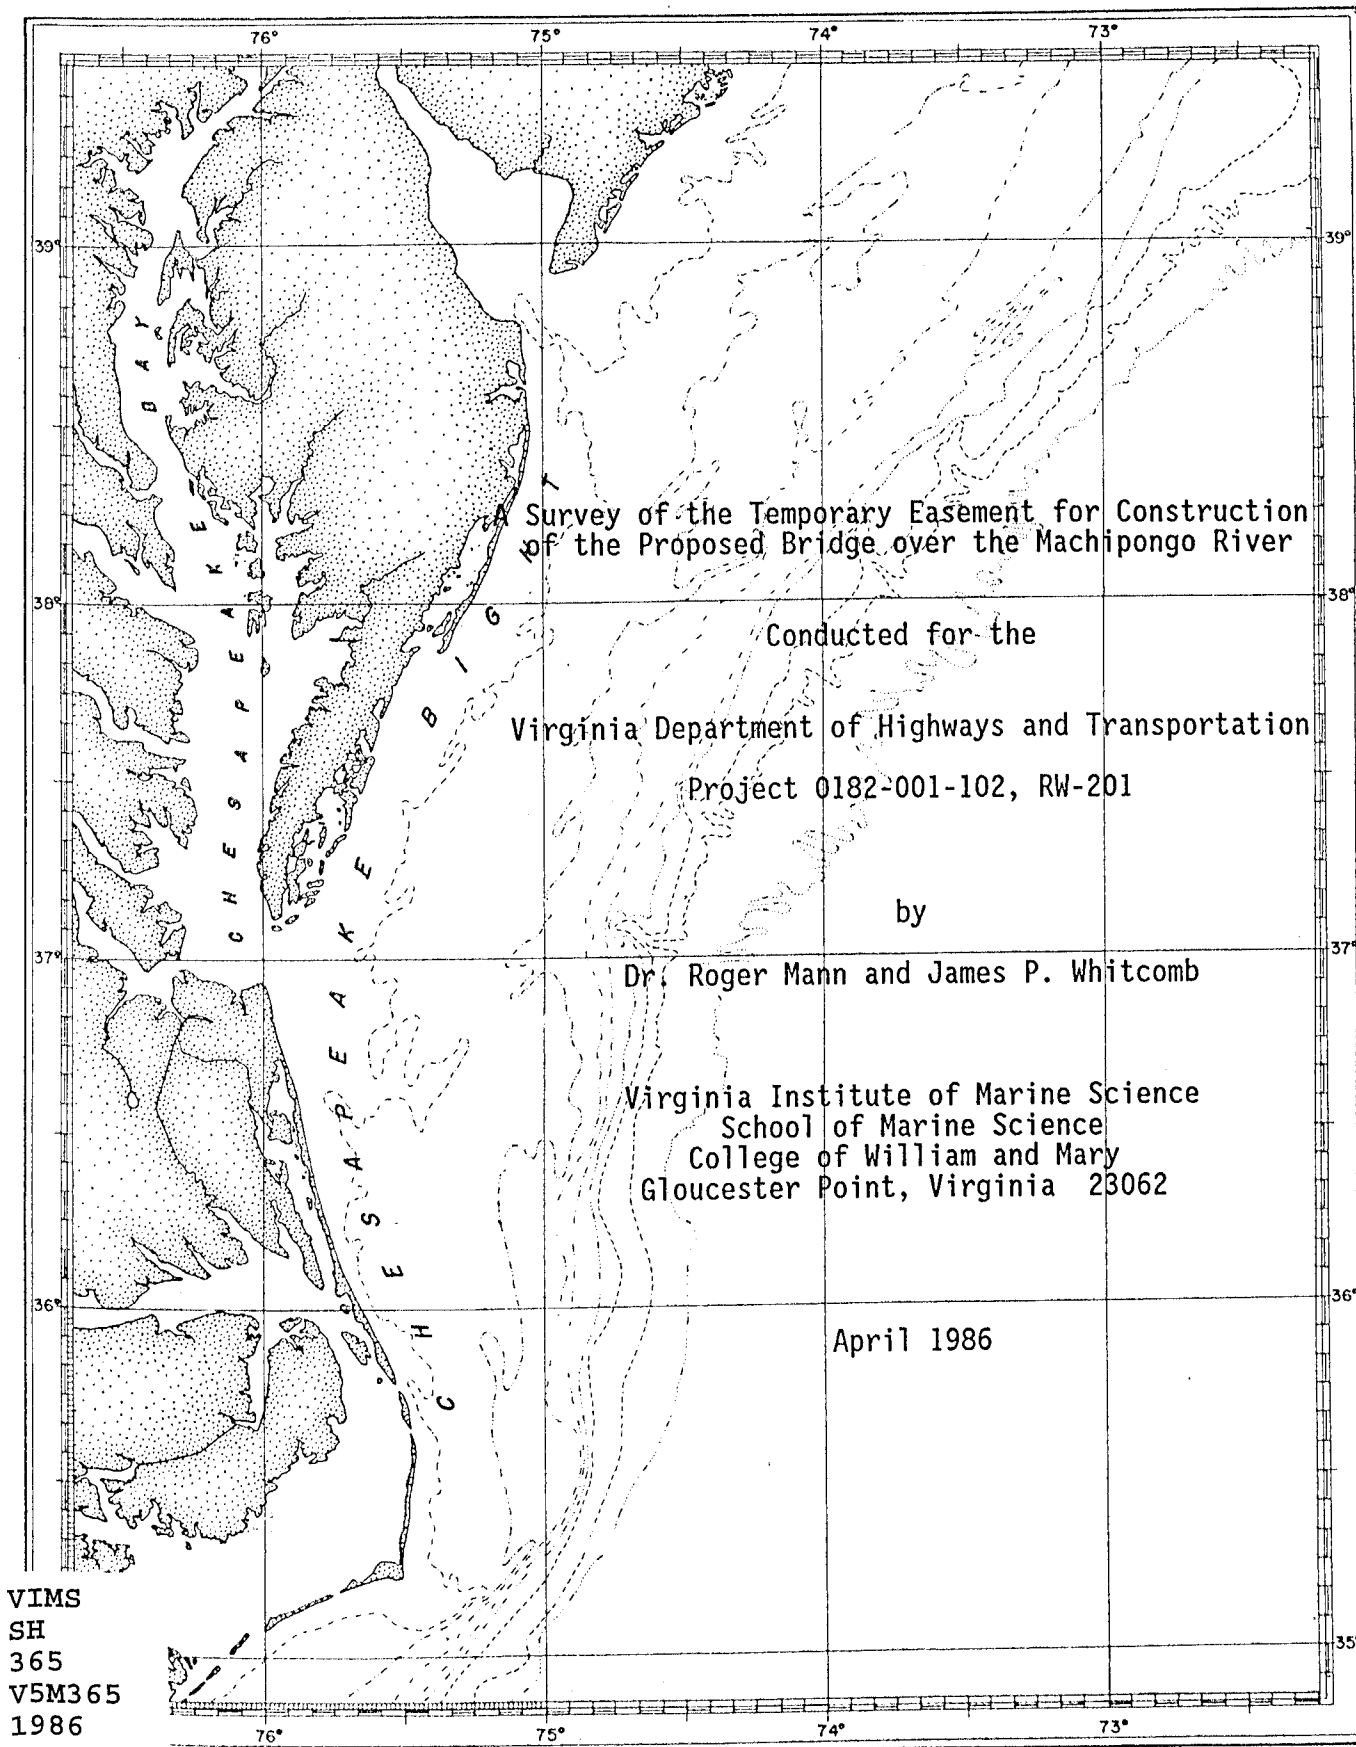 76° 75° 74° 73°
39° 39°
CHESAPEAKE BAY
CHESAPEAKE BIGHT
A Survey of the Temporary Easement for Construction
of the Proposed Bridge over the Machipongo River
38° 38°
Conducted for the
Virginia Department of Highways and Transportation
Project 0182-001-102, RW-201
by
37° 37°
Dr. Roger Mann and James P. Whitcomb
Virginia Institute of Marine Science
School of Marine Science
College of William and Mary
Gloucester Point, Virginia 23062
36° 36°
April 1986
35°
VIMS
SH
365
V5M365
1986
76° 75° 74° 73°